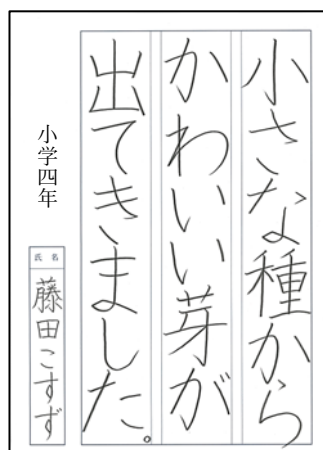 小さな種から
かわいい芽が
出てきました。
小学四年
氏名
藤田こすず